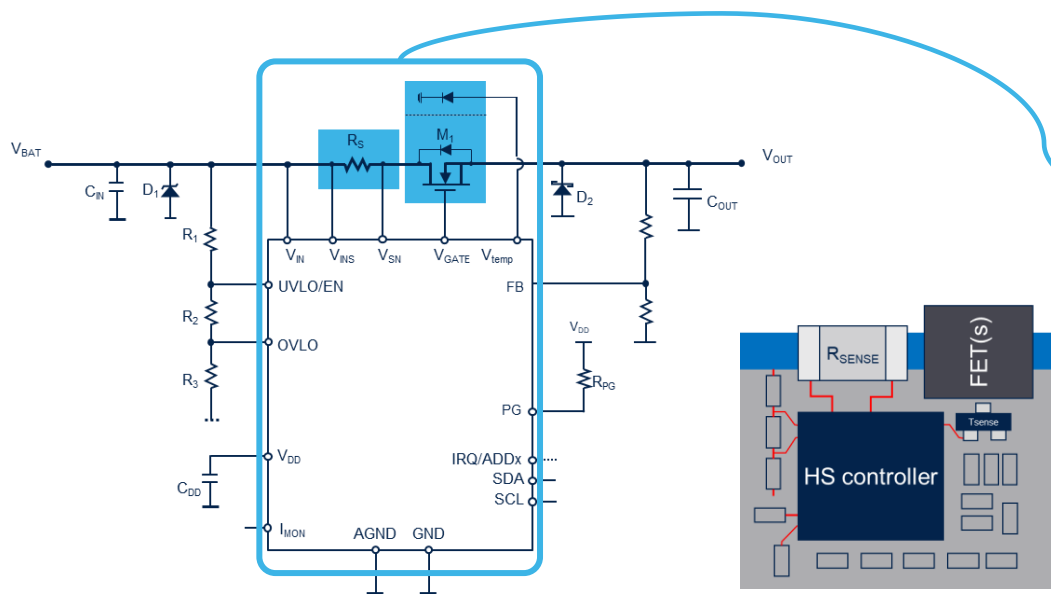 M1
RS
VBAT
VOUT
CIN
D1
D2
COUT
R1
VIN
VINS
VSN
VGATE
Vtemp
UVLO/EN
FB
R2
VDD
OVLO
RSENSE
FET(s)
R3
RPG
PG
Tsense
VDD
IRQ/ADDx
HS controller
CDD
SDA
SCL
IMON
AGND
GND